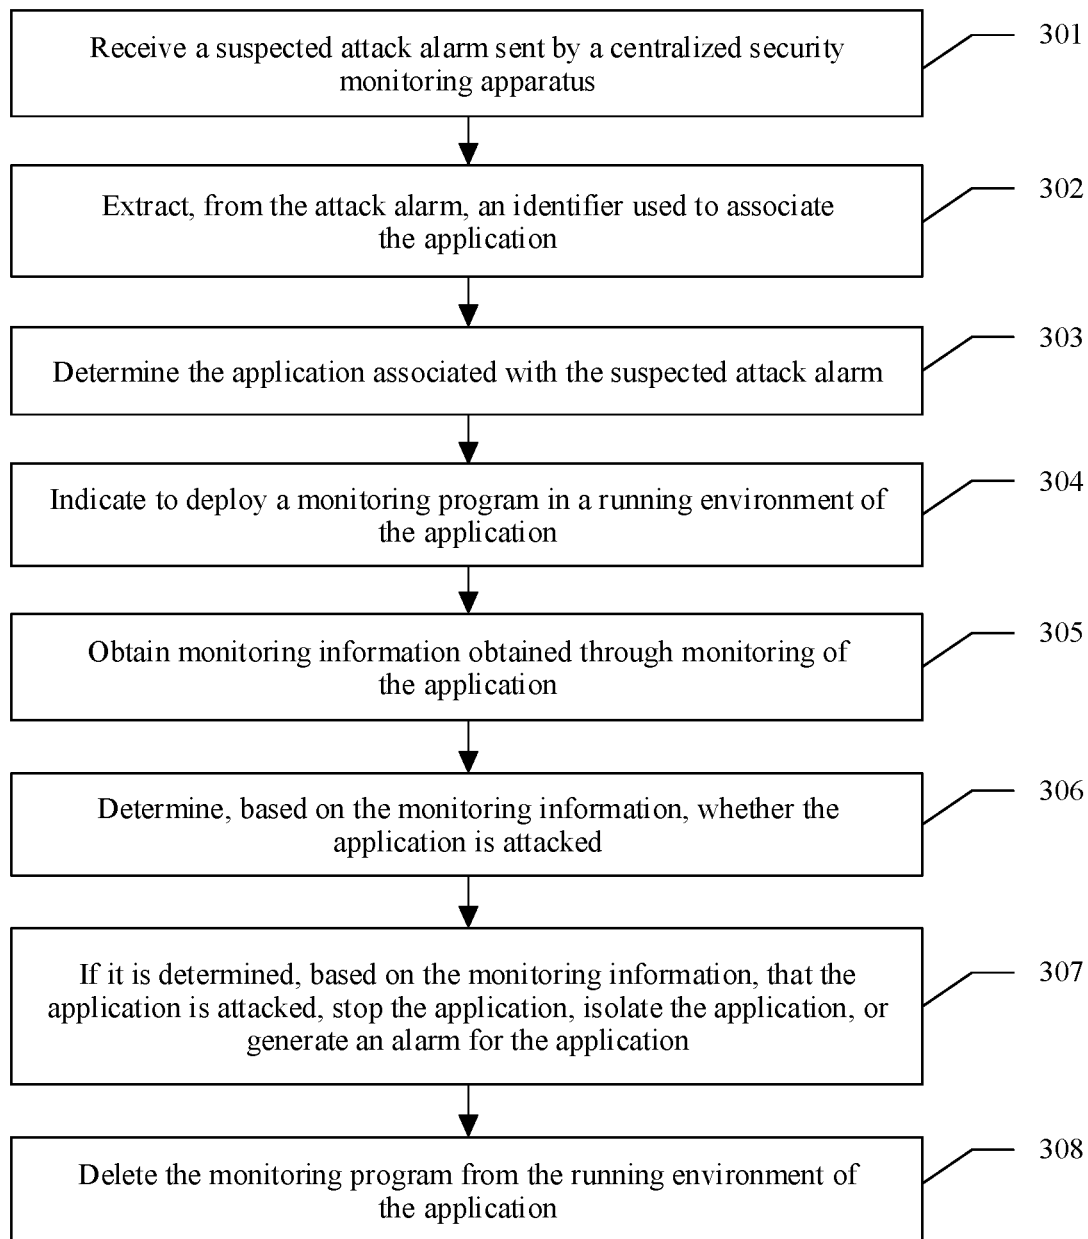 Receive a suspected attack alarm sent by a centralized security
monitoring apparatus
301
Extract, from the attack alarm, an identifier used to associate
the application
302
Determine the application associated with the suspected attack alarm
303
Indicate to deploy a monitoring program in a running environment of
the application
304
Obtain monitoring information obtained through monitoring of
the application
305
Determine, based on the monitoring information, whether the
application is attacked
306
If it is determined, based on the monitoring information, that the
application is attacked, stop the application, isolate the application, or
generate an alarm for the application
307
Delete the monitoring program from the running environment of
the application
308